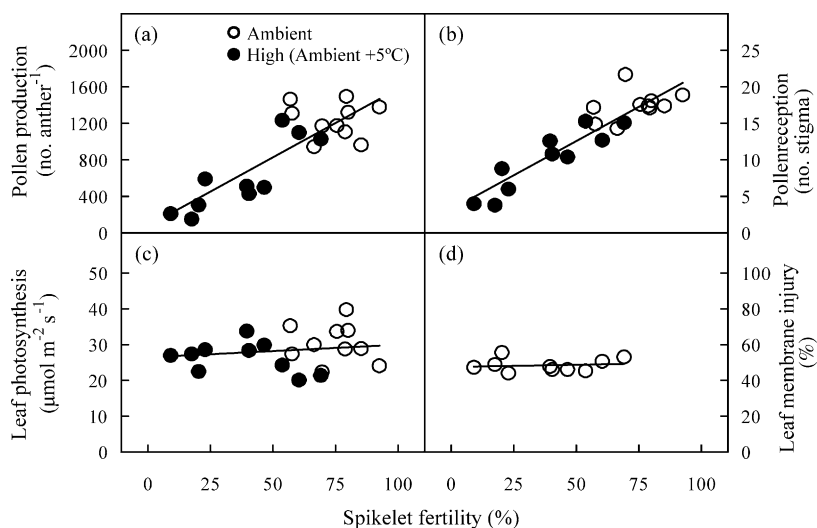 (a)
Ambient
High (Ambient +5ºC)
(b)
2000
1600
1200
800
400
0
Pollen production
(no. anther⁻¹)
25
20
15
10
5
0
Pollenreception
(no. stigma)
(c)
(d)
50
40
30
20
10
0
Leaf photosynthesis
(μmol m⁻² s⁻¹)
100
80
60
40
20
0
Leaf membrane injury
(%)
0 25 50 75 100 0 25 50 75 100
Spikelet fertility (%)